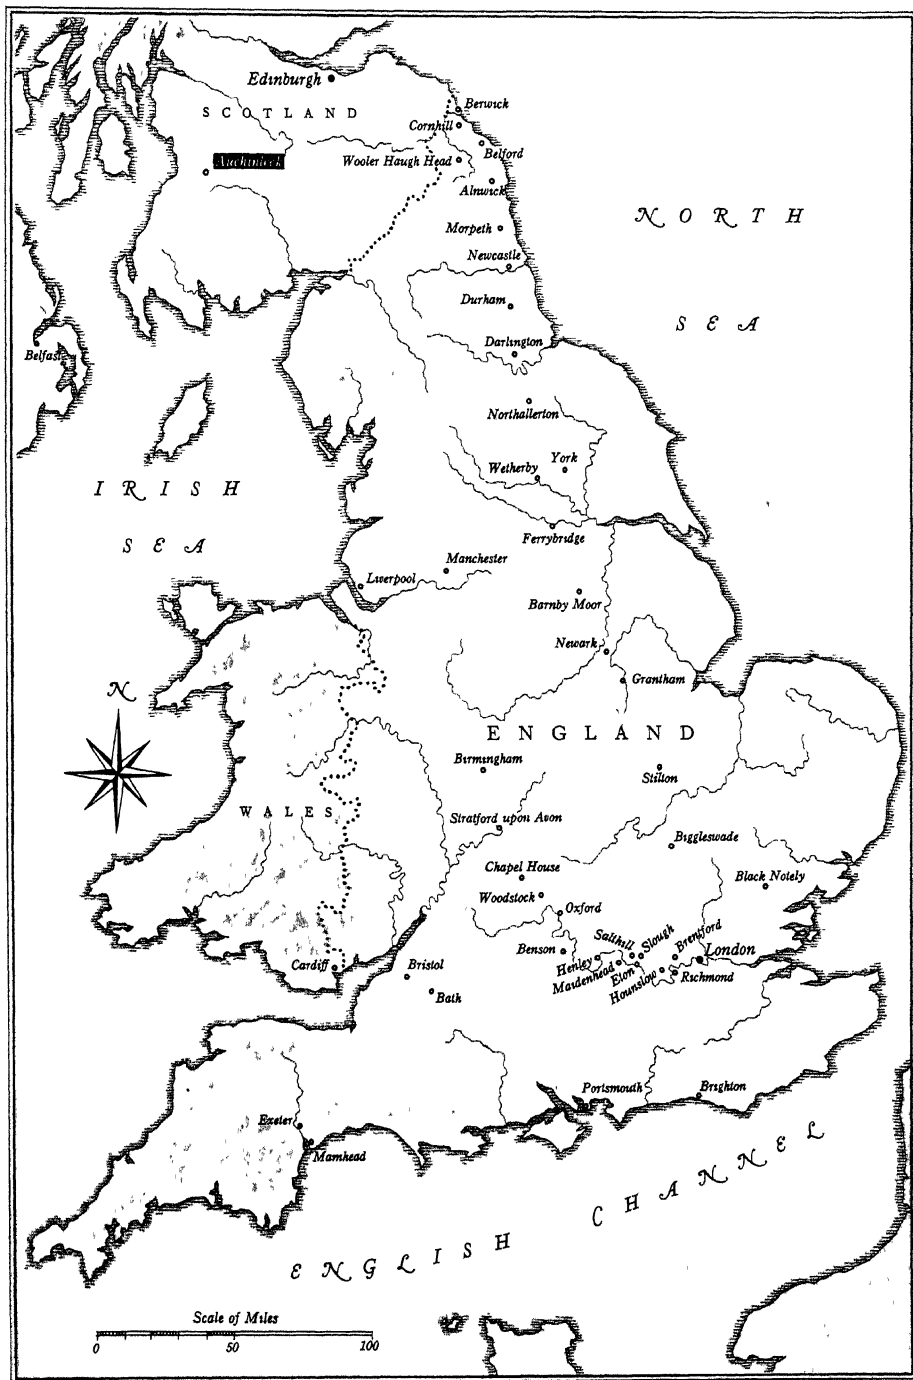 Edinburgh
SCOTLAND
Berwick
Cornhill
Belford
Auchinleck
Wooler Haugh Head
Alnwick
NORTH
Morpeth
Newcastle
Durham
SEA
Darlington
Belfast
Northallerton
York
Wetherby
IRISH
Ferrybridge
SEA
Manchester
Liverpool
Barnby Moor
Newark
Grantham
N
ENGLAND
Birmingham
Stilton
WALES
Stratford upon Avon
Biggleswade
Chapel House
Black Notely
Woodstock
Oxford
Salthill
Slough
Brentford
London
Benson
Henley
Maidenhead
Eton
Hounslow
Richmond
Cardiff
Bristol
Bath
Portsmouth
Brighton
Exeter
Mamhead
ENGLISH CHANNEL
Scale of Miles
0 50 100